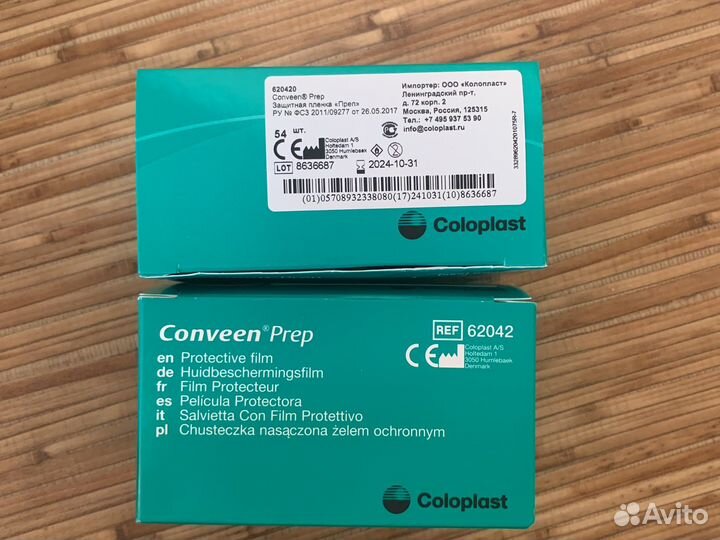 620420
Conveen® Prep
Защитная пленка «Преп»
РУ № ФСЗ 2011/09277 от 26.05.2017
54 шт.
CE
Coloplast A/S
Holtedam 1
3050 Humlebaek
Denmark
LOT 8636687
2024-10-31
Импортер: ООО «Колопласт»
Ленинградский пр-т,
д. 72 корп. 2
Москва, Россия, 125315
Тел.: +7 495 937 53 90
info@coloplast.ru
(01)05708932338080(17)241031(10)8636687
Coloplast
Conveen® Prep
REF 62042
en Protective film
de Huidbeschermingsfilm
fr Film Protecteur
es Película Protectora
it Salvietta Con Film Protettivo
pl Chusteczka nasączona żelem ochronnym
CE
Coloplast A/S
Holtedam 1
3050 Humlebaek
Denmark
Coloplast
Avito